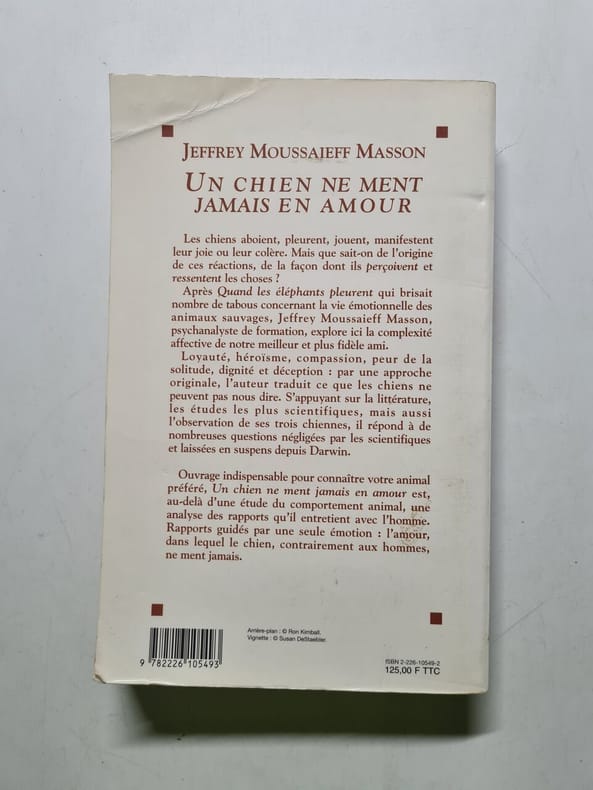 JEFFREY MOUSSAIEFF MASSON
UN CHIEN NE MENT
JAMAIS EN AMOUR
Les chiens aboient, pleurent, jouent, manifestent
leur joie ou leur colère. Mais que sait-on de l'origine
de ces réactions, de la façon dont ils perçoivent et
ressentent les choses ?
Après Quand les éléphants pleurent qui brisait
nombre de tabous concernant la vie émotionnelle des
animaux sauvages, Jeffrey Moussaieff Masson,
psychanalyste de formation, explore ici la complexité
affective de notre meilleur et plus fidèle ami.
Loyauté, héroïsme, compassion, peur de la
solitude, dignité et déception : par une approche
originale, l'auteur traduit ce que les chiens ne
peuvent pas nous dire. S'appuyant sur la littérature,
les études les plus scientifiques, mais aussi
l'observation de ses trois chiennes, il répond à de
nombreuses questions négligées par les scientifiques
et laissées en suspens depuis Darwin.
Ouvrage indispensable pour connaître votre animal
préféré, Un chien ne ment jamais en amour est,
au-delà d'une étude du comportement animal, une
analyse des rapports qu'il entretient avec l'homme.
Rapports guidés par une seule émotion : l'amour,
dans lequel le chien, contrairement aux hommes,
ne ment jamais.
Arrière-plan : © Ron Kimball.
Vignette : © Susan DeStaebler.
9 782226 105493
ISBN 2-226-10549-2
125,00 F TTC